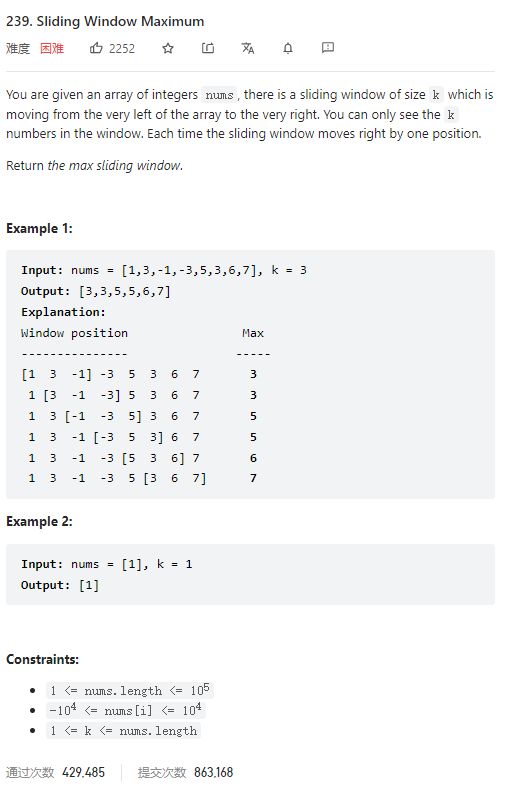 239. Sliding Window Maximum
难度 困难 2252
You are given an array of integers nums , there is a sliding window of size k which is
moving from the very left of the array to the very right. You can only see the k
numbers in the window. Each time the sliding window moves right by one position.
Return the max sliding window.
Example 1:
Input: nums = [1,3,-1,-3,5,3,6,7], k = 3
Output: [3,3,5,5,6,7]
Explanation:
Window position Max
--------------- -----
[1 3 -1] -3 5 3 6 7 3
1 [3 -1 -3] 5 3 6 7 3
1 3 [-1 -3 5] 3 6 7 5
1 3 -1 [-3 5 3] 6 7 5
1 3 -1 -3 [5 3 6] 7 6
1 3 -1 -3 5 [3 6 7] 7
Example 2:
Input: nums = [1], k = 1
Output: [1]
Constraints:
• 1 <= nums.length <= 10⁵
• -10⁴ <= nums[i] <= 10⁴
• 1 <= k <= nums.length
通过次数 429,485 提交次数 863,168